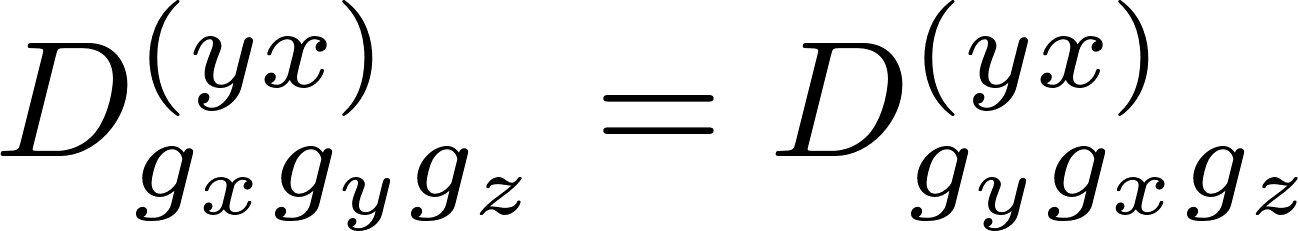 D^{(yx)}_{g_x g_y g_z} = D^{(yx)}_{g_y g_x g_z}